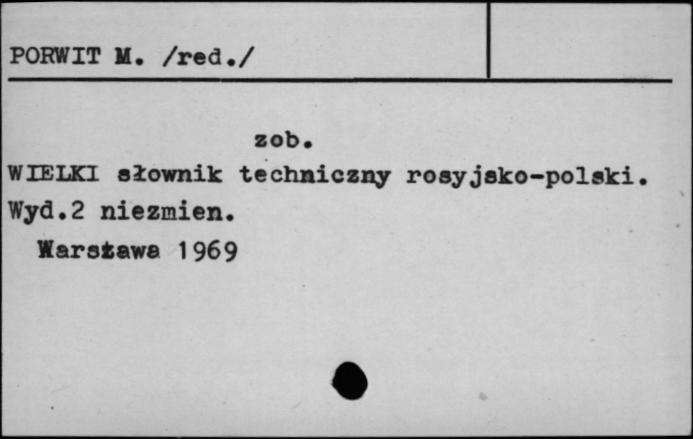 PORWIT M. /red./
zob.
WIELKI słownik techniczny rosyjsko-polski.
Wyd.2 niezmien.
Warszawa 1969